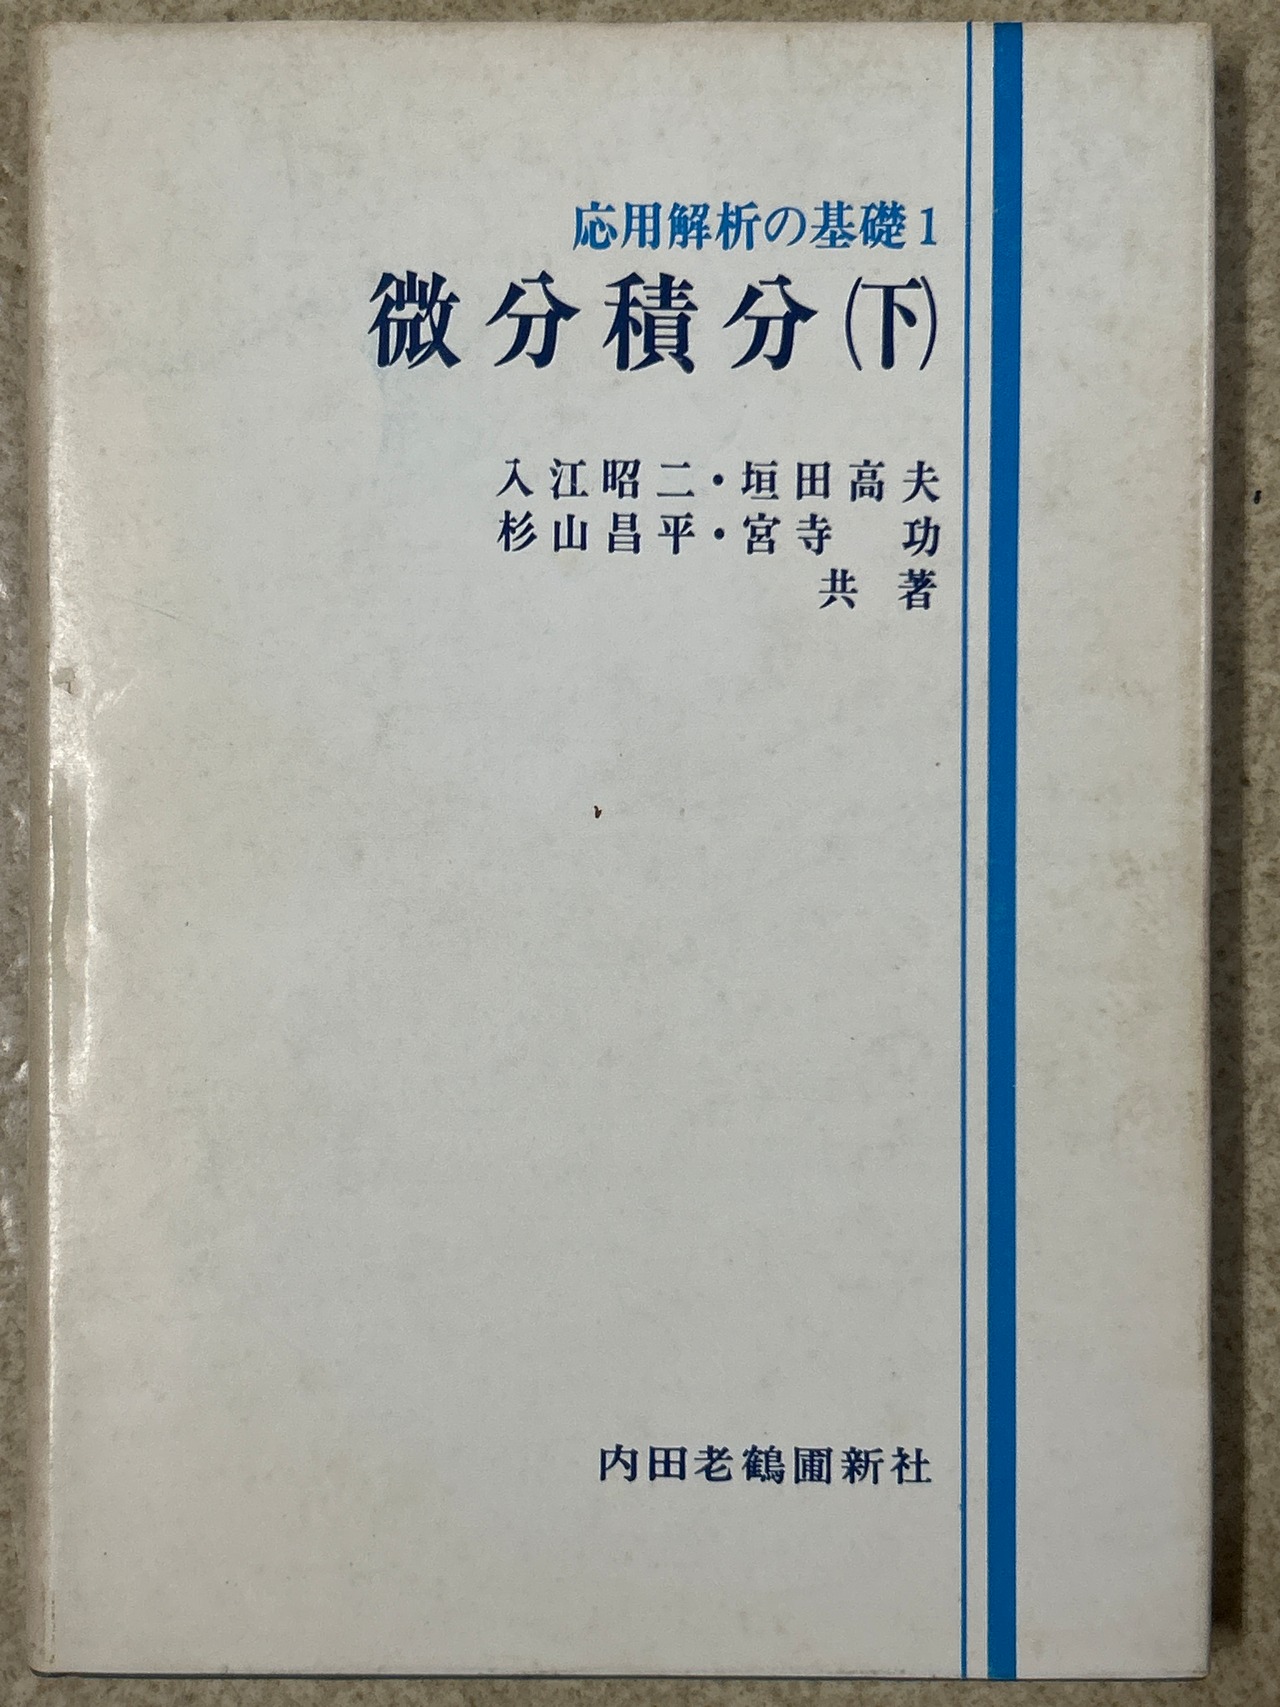 応用解析の基礎1
微分積分(下)
入江昭二・垣田高夫
杉山昌平・宮寺 功
共著
内田老鶴圃新社